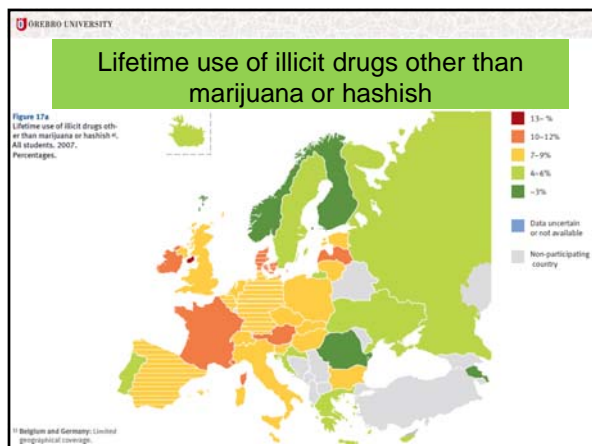 ÖREBRO UNIVERSITY
Lifetime use of illicit drugs other than
marijuana or hashish
Figure 17a
Lifetime use of illicit drugs oth-
er than marijuana or hashish a).
All students. 2007.
Percentages.
13– %
10–12%
7–9%
4–6%
–3%
Data uncertain
or not available
Non-participating
country
a) Belgium and Germany: Limited
geographical coverage.